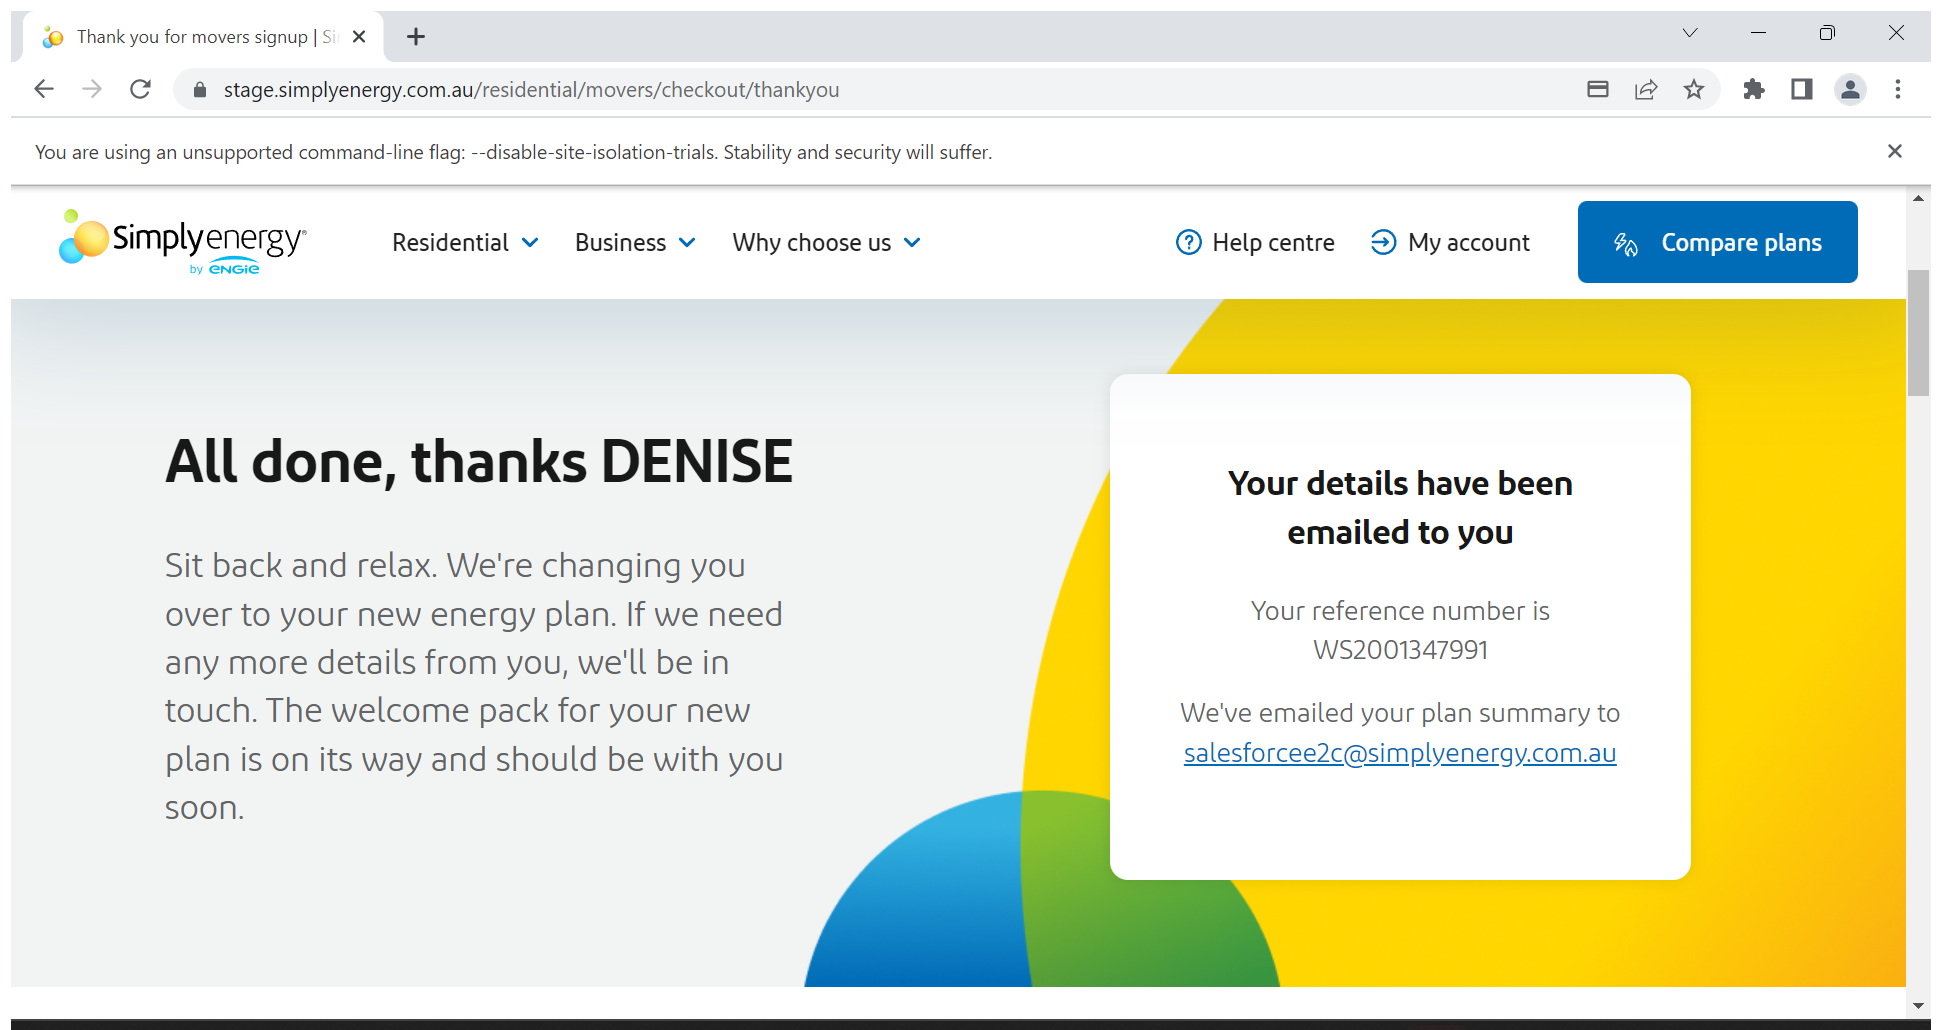 Thank you for movers signup | Si
stage.simplyenergy.com.au/residential/movers/checkout/thankyou
You are using an unsupported command-line flag: --disable-site-isolation-trials. Stability and security will suffer.
Simplyenergy®
by ENGIE
Residential
Business
Why choose us
Help centre
My account
Compare plans
All done, thanks DENISE
Sit back and relax. We're changing you
over to your new energy plan. If we need
any more details from you, we'll be in
touch. The welcome pack for your new
plan is on its way and should be with you
soon.
Your details have been
emailed to you
Your reference number is
WS2001347991
We've emailed your plan summary to
salesforcee2c@simplyenergy.com.au